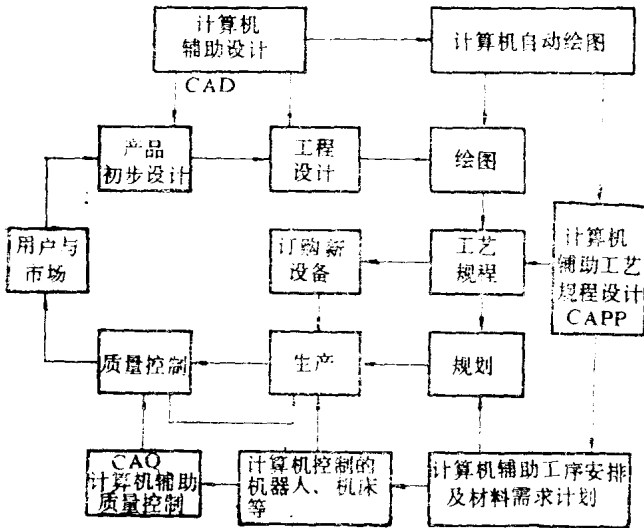 计算机
辅助设计
计算机自动绘图
CAD
产品
初步设计
工程
设计
绘图
用户与
市场
订购新
设备
工艺
规程
计算机
辅助工艺
规程设计
CAPP
质量控制
生产
规划
CAQ
计算机辅助
质量控制
计算机控制的
机器人、机床
等
计算机辅助工序安排
及材料需求计划